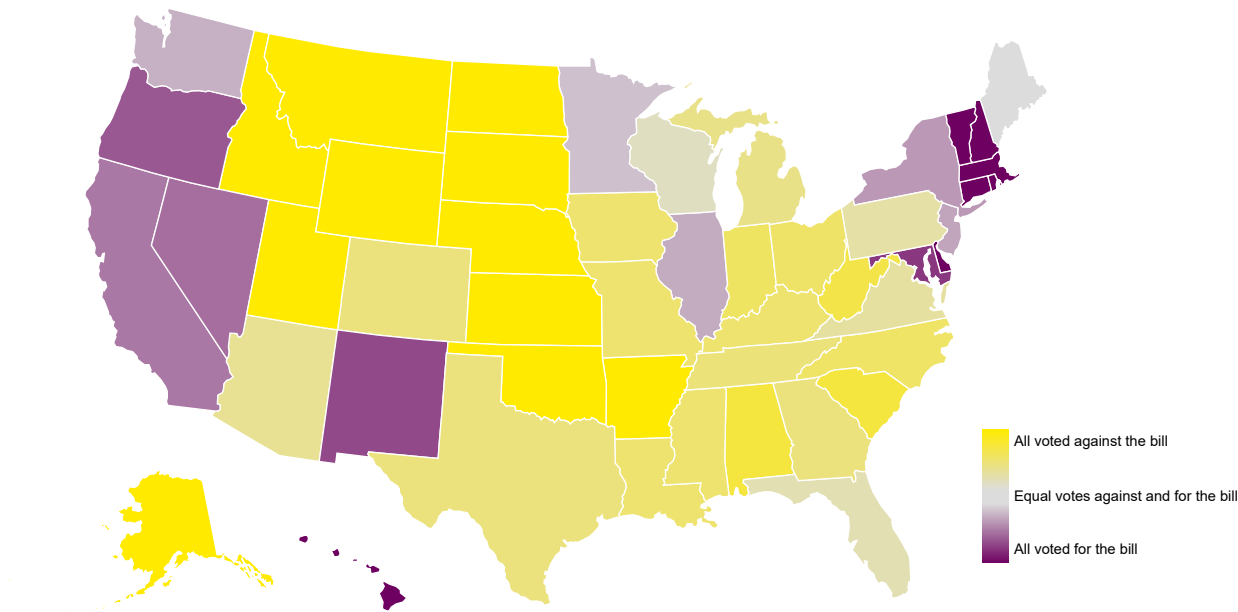 All voted against the bill
Equal votes against and for the bill
All voted for the bill